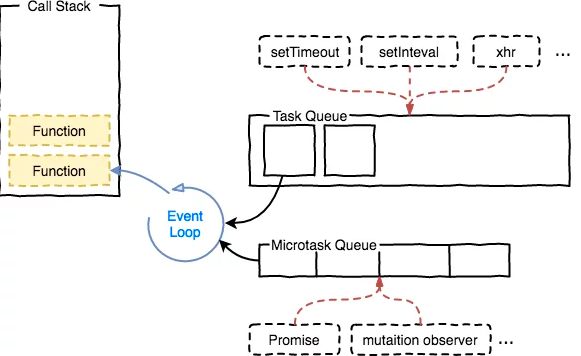 Call Stack
setTimeout
setInteval
xhr
...
Task Queue
Function
Function
Event
Loop
Microtask Queue
Promise
mutaition observer
...